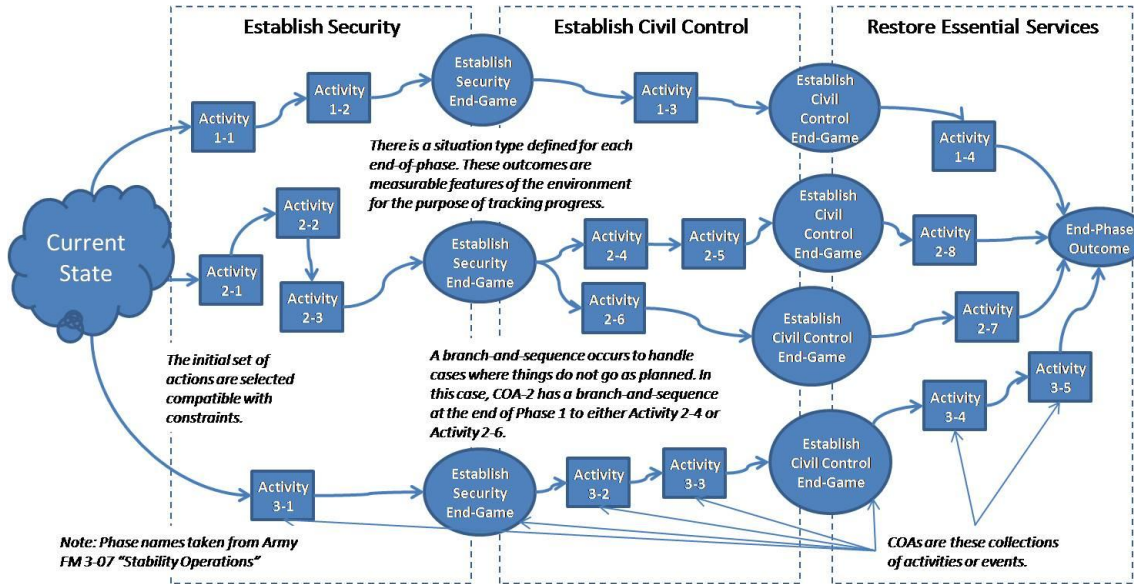 Establish Security
Establish Civil Control
Restore Essential Services
Activity
1-1
Activity
1-2
Establish
Security
End-Game
Activity
1-3
Establish
Civil
Control
End-Game
Activity
1-4
There is a situation type defined for each
end-of-phase. These outcomes are
measurable features of the environment
for the purpose of tracking progress.
Current
State
Activity
2-1
Activity
2-2
Activity
2-3
Establish
Security
End-Game
Activity
2-4
Activity
2-5
Establish
Civil
Control
End-Game
Activity
2-8
End-Phase
Outcome
Activity
2-6
Establish
Civil Control
End-Game
Activity
2-7
The initial set of
actions are selected
compatible with
constraints.
A branch-and-sequence occurs to handle
cases where things do not go as planned. In
this case, COA-2 has a branch-and-sequence
at the end of Phase 1 to either Activity 2-4 or
Activity 2-6.
Activity
3-1
Establish
Security
End-Game
Activity
3-2
Activity
3-3
Establish
Civil Control
End-Game
Activity
3-4
Activity
3-5
Note: Phase names taken from Army
FM 3-07 "Stability Operations"
COAs are these collections
of activities or events.